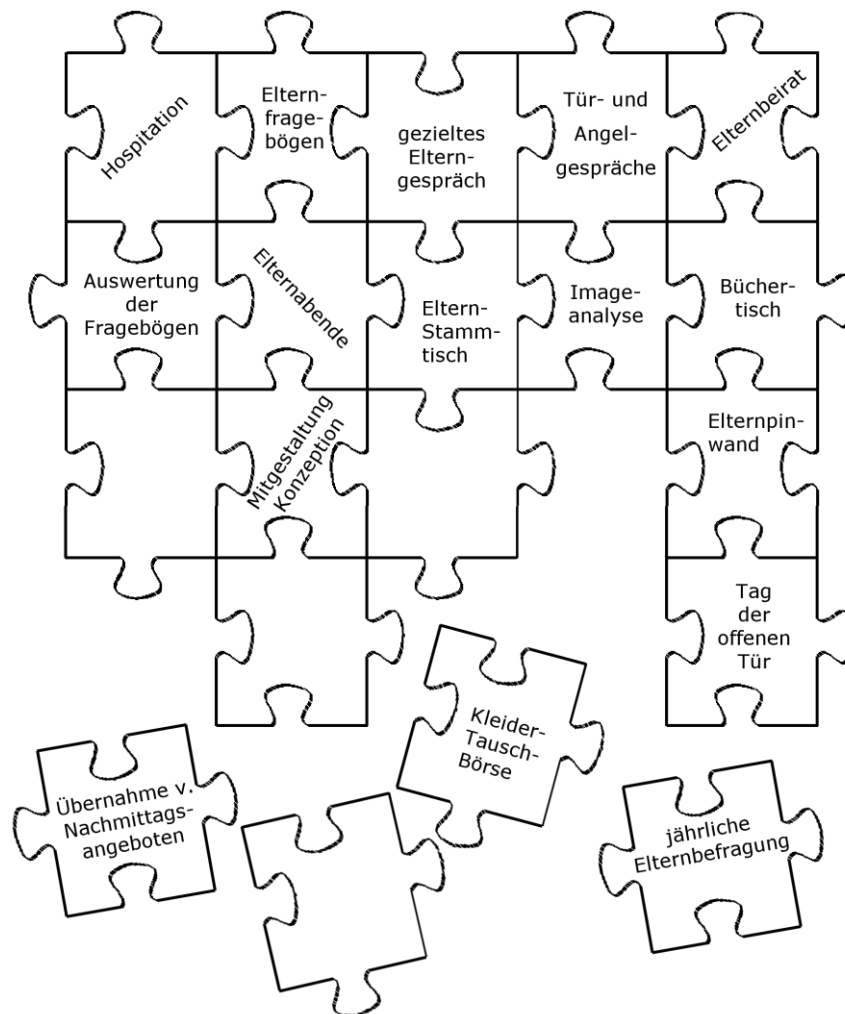 Hospitation
Eltern-
frage-
bögen
gezieltes
Eltern-
gespräch
Tür- und
Angel-
gespräche
Elternbeirat
Auswertung
der
Fragebögen
Elternabende
Eltern-
Stamm-
tisch
Image-
analyse
Bücher-
tisch
Mitgestaltung
Konzeption
Elternpin-
wand
Tag
der
offenen
Tür
Kleider-
Tausch-
Börse
Übernahme v.
Nachmittags-
angeboten
jährliche
Elternbefragung